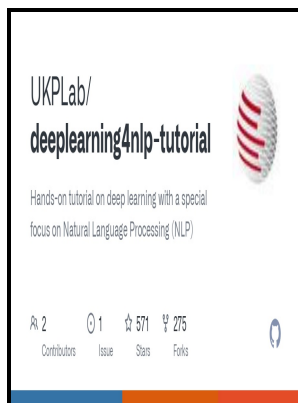 UKPLab/
deeplearning4nlp-tutorial
Hands-on tutorial on deep learning with a special
focus on Natural Language Processing (NLP)
2 1 571 275
Contributors Issue Stars Forks